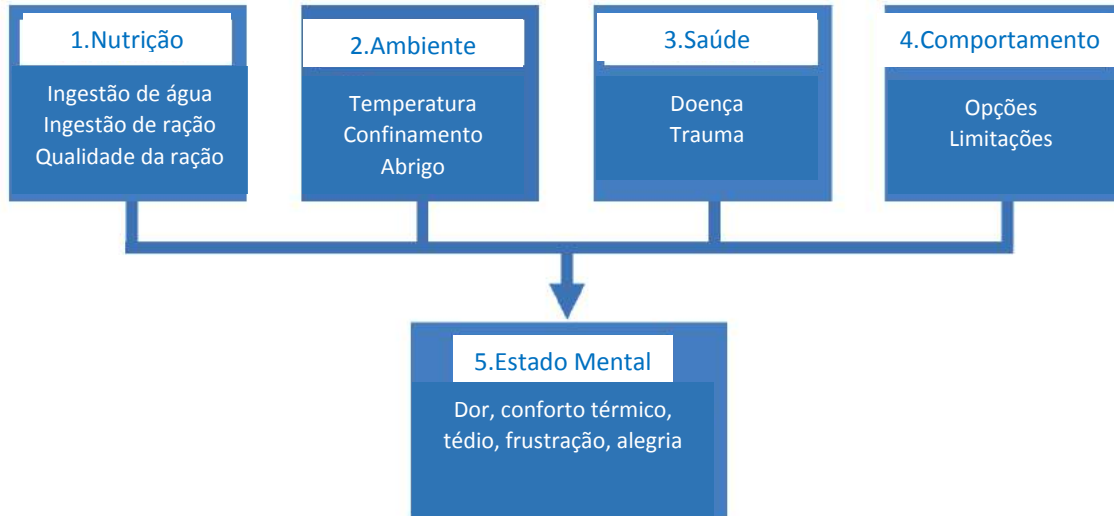 1.Nutrição
Ingestão de água
Ingestão de ração
Qualidade da ração
2.Ambiente
Temperatura
Confinamento
Abrigo
3.Saúde
Doença
Trauma
4.Comportamento
Opções
Limitações
5.Estado Mental
Dor, conforto térmico,
tédio, frustração, alegria